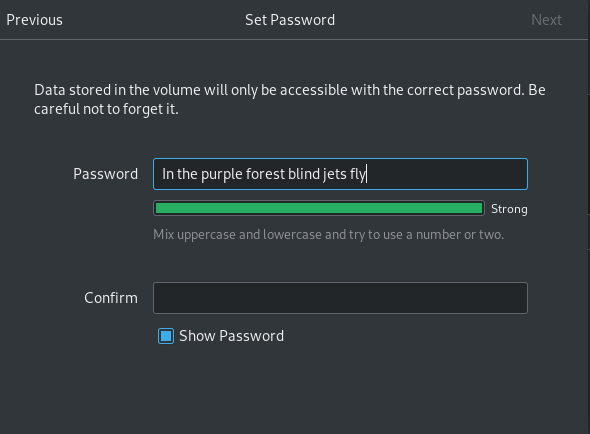 Previous Set Password Next
Data stored in the volume will only be accessible with the correct password. Be
careful not to forget it.
Password In the purple forest blind jets fly
Strong
Mix uppercase and lowercase and try to use a number or two.
Confirm
Show Password